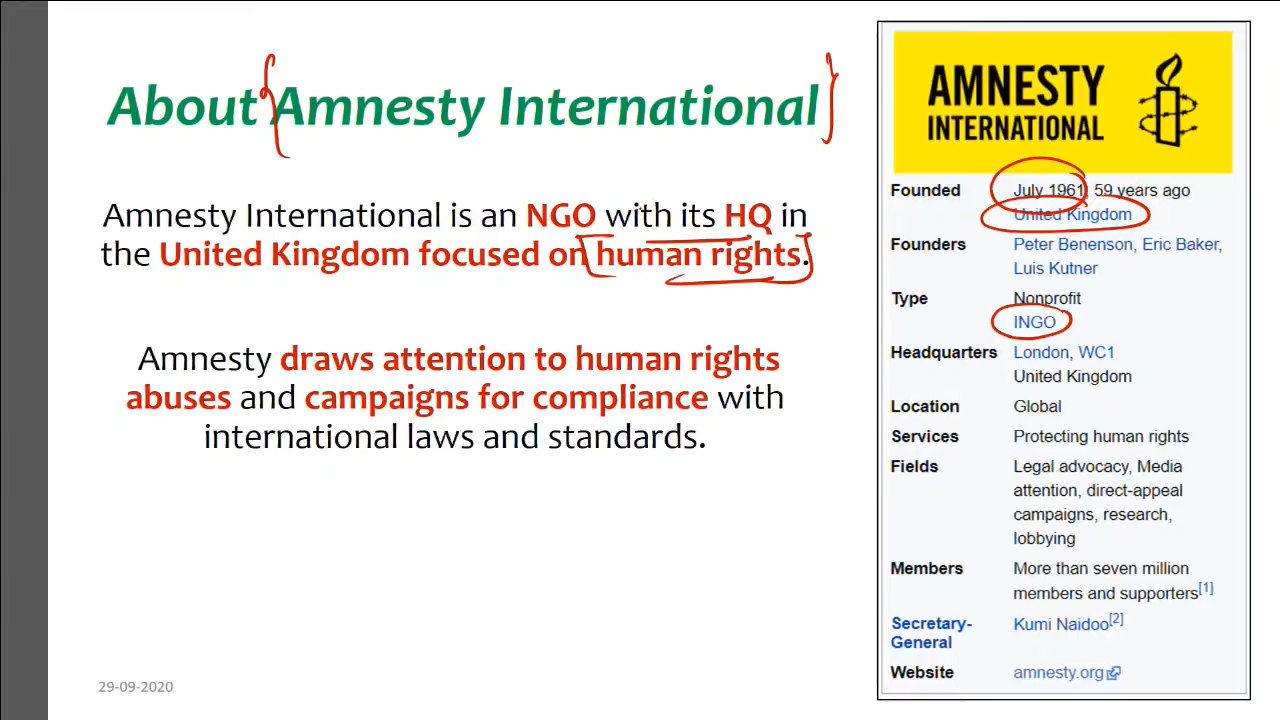 About Amnesty International
Amnesty International is an NGO with its HQ in
the United Kingdom focused on human rights.
Amnesty draws attention to human rights
abuses and campaigns for compliance with
international laws and standards.
29-09-2020
AMNESTY
INTERNATIONAL
Founded July 1961; 59 years ago
United Kingdom
Founders Peter Benenson, Eric Baker,
Luis Kutner
Type Nonprofit
INGO
Headquarters London, WC1
United Kingdom
Location Global
Services Protecting human rights
Fields Legal advocacy, Media
attention, direct-appeal
campaigns, research,
lobbying
Members More than seven million
members and supporters[1]
Secretary- Kumi Naidoo[2]
General
Website amnesty.org